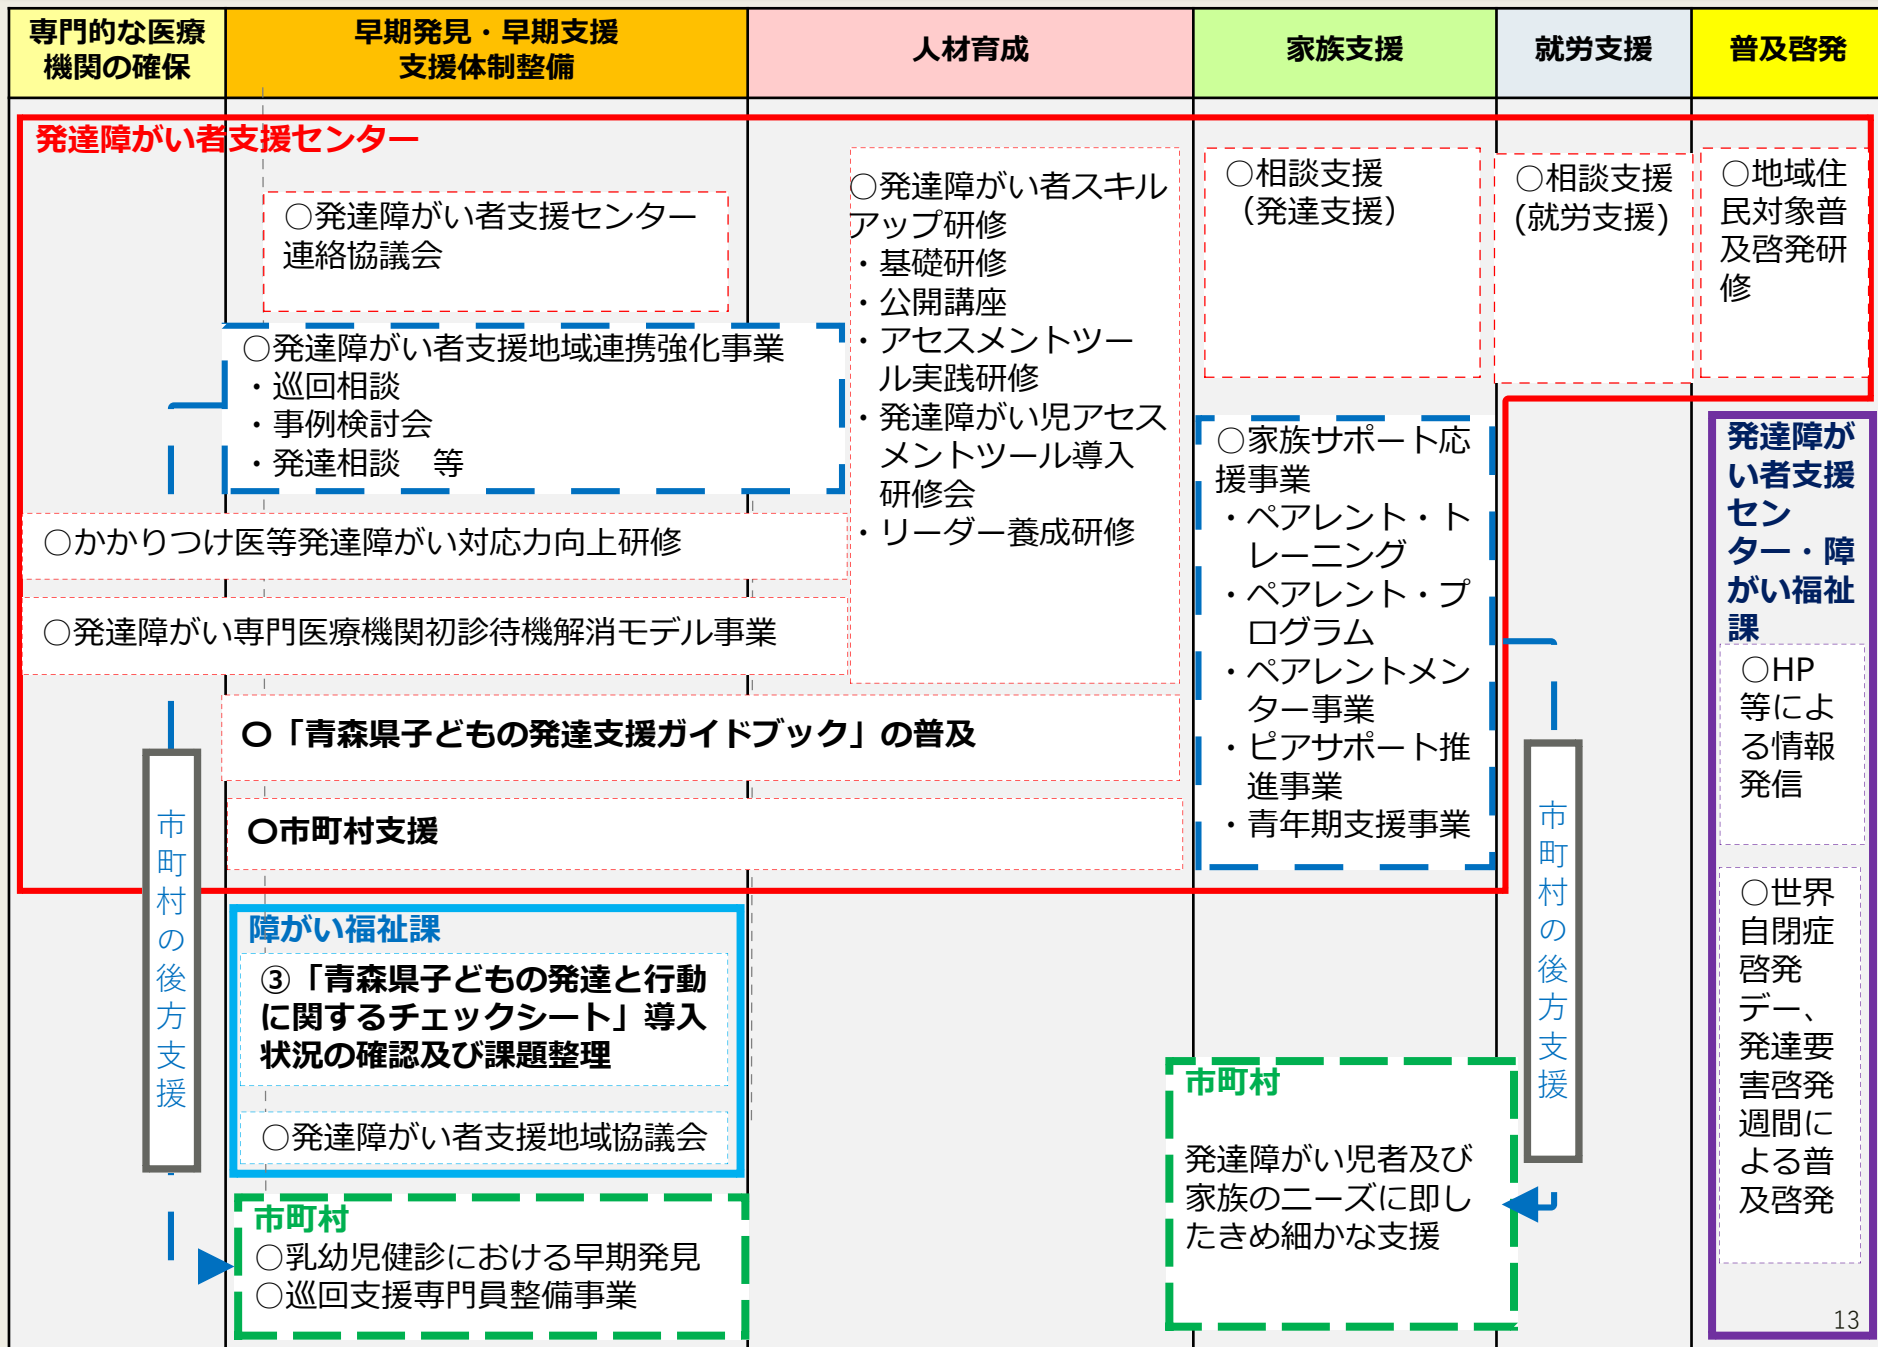 専門的な医療
機関の確保
早期発見・早期支援
支援体制整備
人材育成
家族支援
就労支援
普及啓発
発達障がい者支援センター
○発達障がい者支援センター
連絡協議会
○発達障がい者支援地域連携強化事業
・巡回相談
・事例検討会
・発達相談　等
○かかりつけ医等発達障がい対応力向上研修
○発達障がい専門医療機関初診待機解消モデル事業
○「青森県子どもの発達支援ガイドブック」の普及
○市町村支援
○発達障がい者スキル
アップ研修
・基礎研修
・公開講座
・アセスメントツー
ル実践研修
・発達障がい児アセス
メントツール導入
研修会
・リーダー養成研修
○相談支援
（発達支援）
○家族サポート応
援事業
・ペアレント・ト
レーニング
・ペアレント・プ
ログラム
・ペアレントメン
ター事業
・ピアサポート推
進事業
・青年期支援事業
○相談支援
(就労支援)
○地域住
民対象普
及啓発研
修
発達障が
い者支援
セン
ター・障
がい福祉
課
○HP
等によ
る情報
発信
○世界
自閉症
啓発
デー、
発達要
害啓発
週間に
よる普
及啓発
市町村の後方支援
障がい福祉課
③「青森県子どもの発達と行動
に関するチェックシート」導入
状況の確認及び課題整理
○発達障がい者支援地域協議会
市町村
○乳幼児健診における早期発見
○巡回支援専門員整備事業
市町村の後方支援
市町村
発達障がい児者及び
家族のニーズに即し
たきめ細かな支援
13